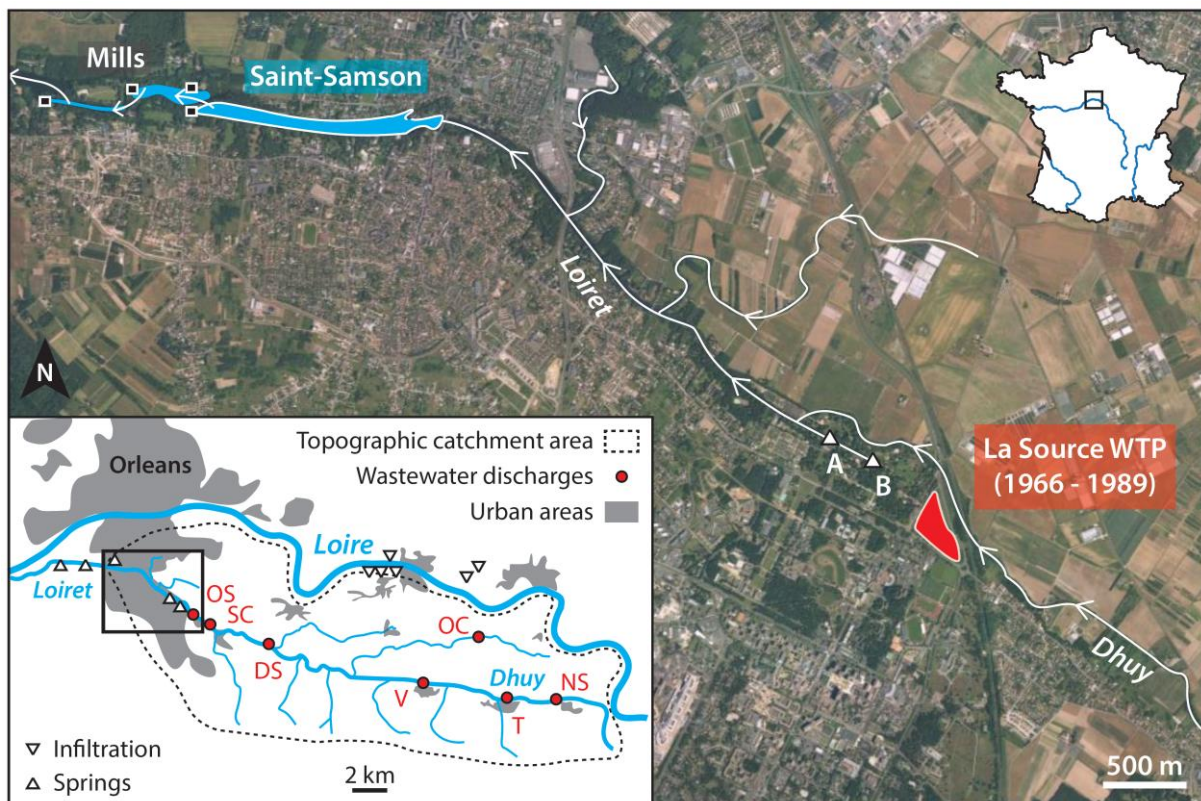 Mills
Saint-Samson
Loiret
A
B
La Source WTP
(1966 - 1989)
Dhuy
500 m
N
Topographic catchment area
Wastewater discharges
Urban areas
Orleans
Loire
Loiret
OS
SC
DS
OC
V
Dhuy
NS
T
Infiltration
Springs
2 km